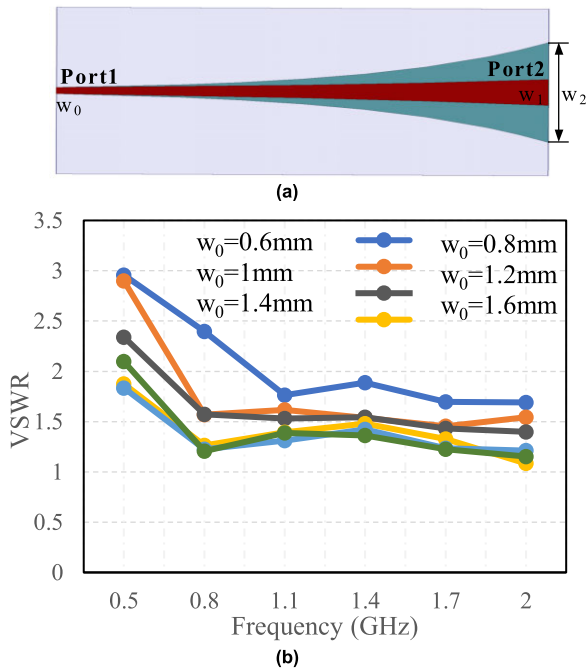 Port1
Port2
w0
w1
w2
(a)
3.5
3
2.5
2
1.5
1
0.5
0
VSWR
w0=0.6mm
w0=0.8mm
w0=1mm
w0=1.2mm
w0=1.4mm
w0=1.6mm
0.5 0.8 1.1 1.4 1.7 2
Frequency (GHz)
(b)